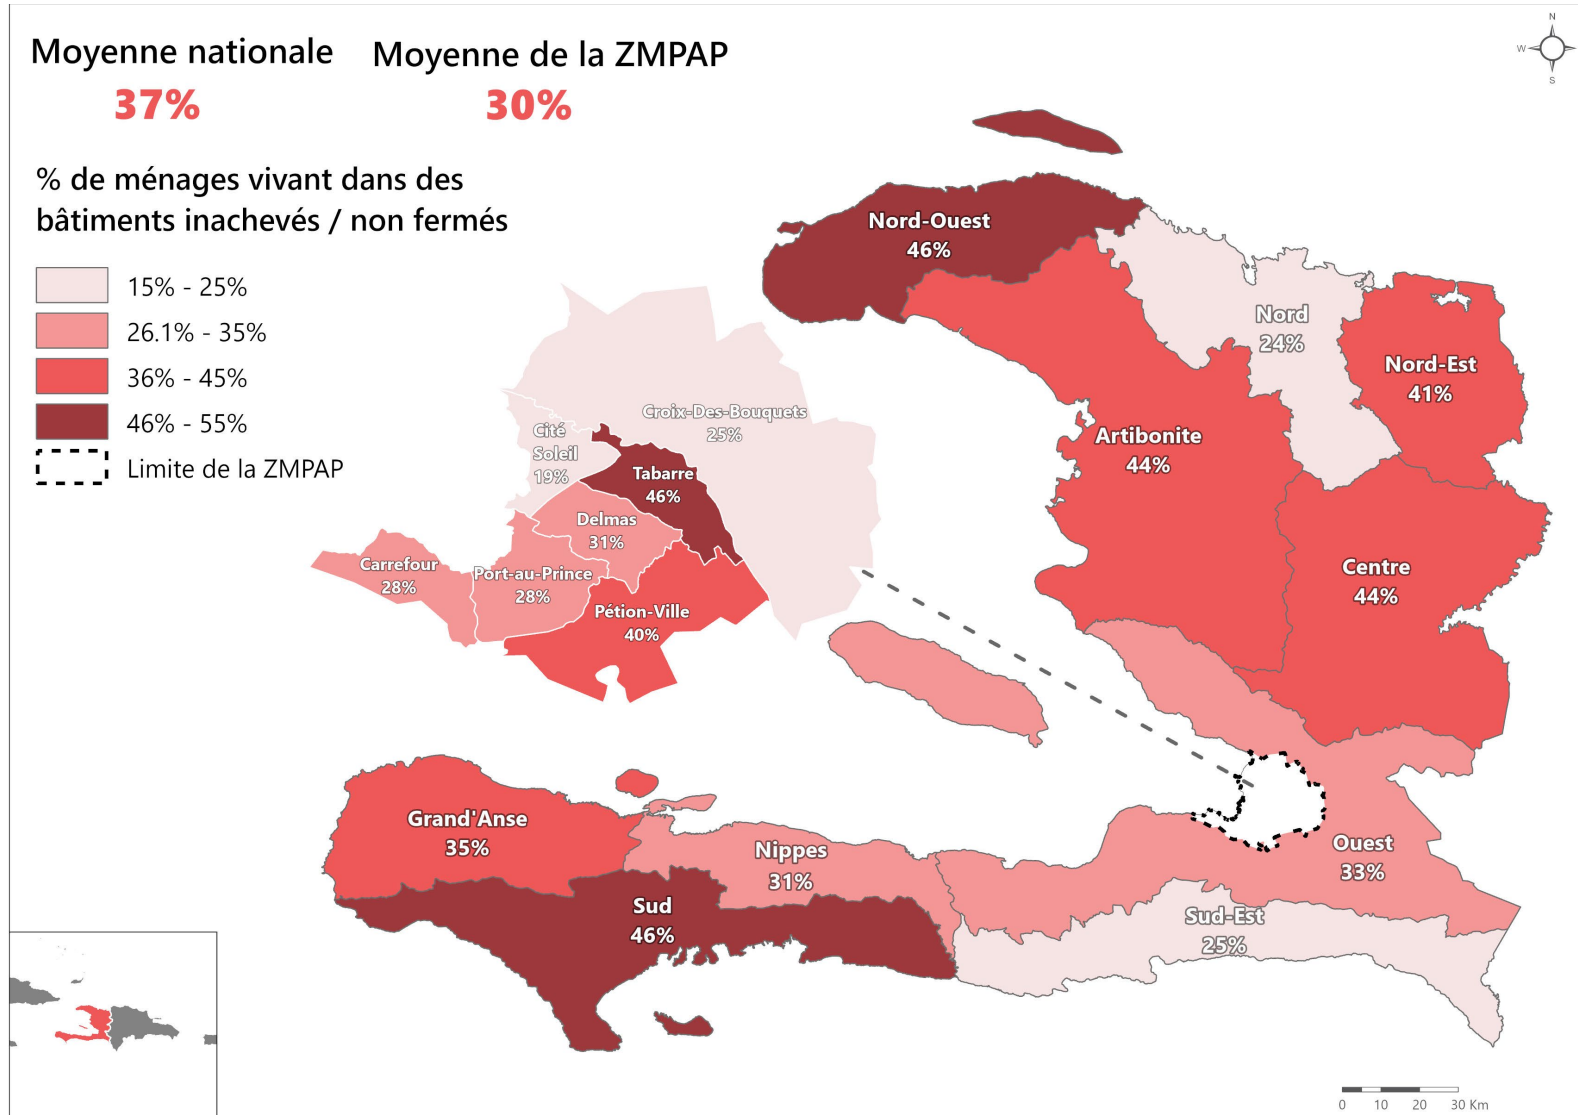 Moyenne nationale
37%
Moyenne de la ZMPAP
30%
% de ménages vivant dans des
bâtiments inachevés / non fermés
15% - 25%
26.1% - 35%
36% - 45%
46% - 55%
Limite de la ZMPAP
N
W
S
Nord-Ouest
46%
Nord
24%
Nord-Est
41%
Artibonite
44%
Centre
44%
Croix-Des-Bouquets
25%
Cité
Soleil
19%
Tabarre
46%
Delmas
31%
Carrefour
28%
Port-au-Prince
28%
Pétion-Ville
40%
Grand'Anse
35%
Nippes
31%
Ouest
33%
Sud
46%
Sud-Est
25%
0 10 20 30 Km